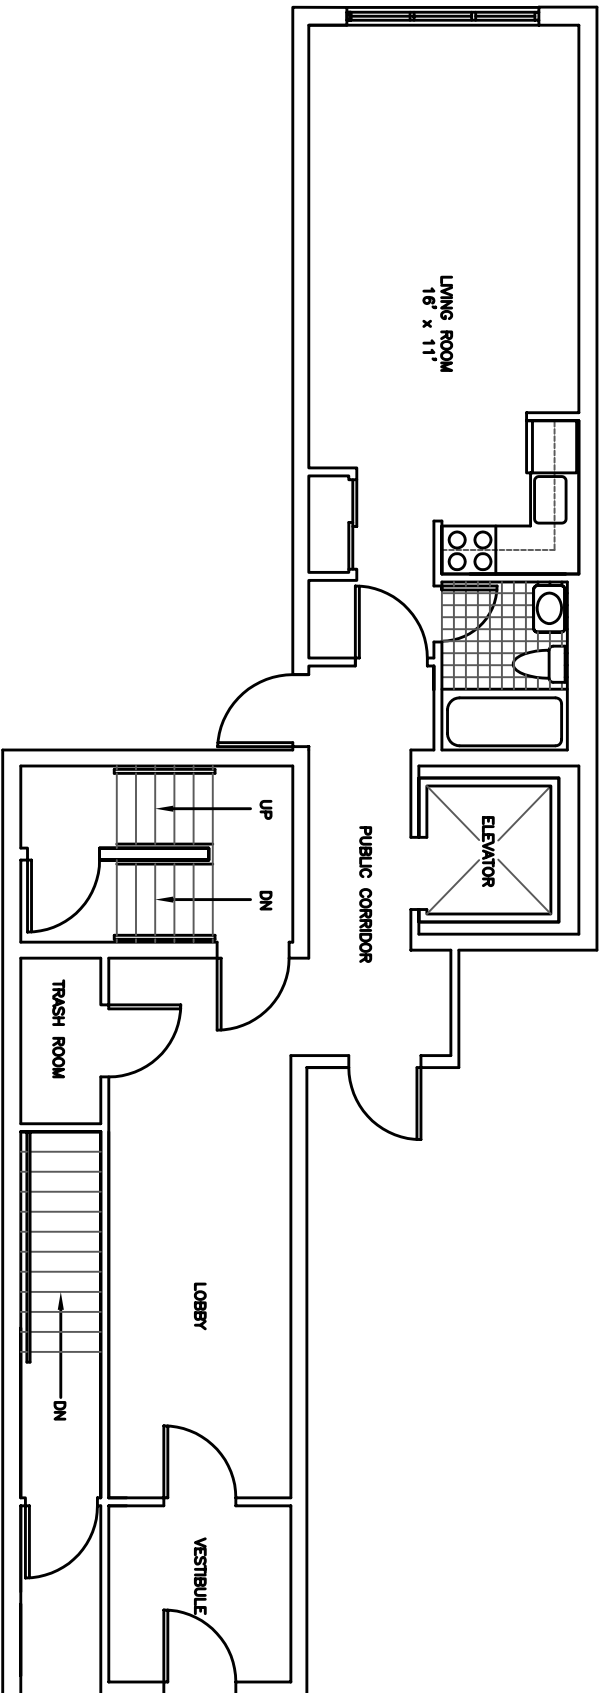 LIVING ROOM
16' x 11'
ELEVATOR
UP
PUBLIC CORRIDOR
DN
TRASH ROOM
LOBBY
DN
VESTIBULE